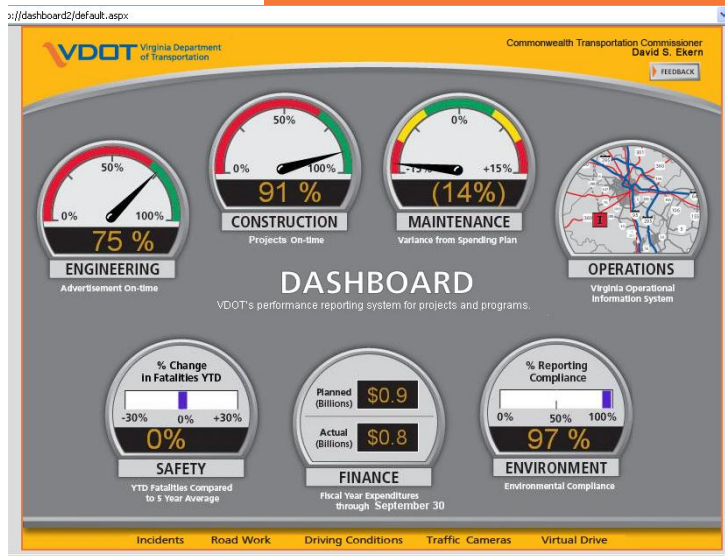 o://dashboard2/default.aspx
VDOT Virginia Department
of Transportation
Commonwealth Transportation Commissioner
David S. Ekern
FEEDBACK
50%
0%
100%
75 %
ENGINEERING
Advertisement On-time
50%
0%
100%
91 %
CONSTRUCTION
Projects On-time
0%
-15%
+15%
(14%)
MAINTENANCE
Variance from Spending Plan
OPERATIONS
Virginia Operational
Information System
DASHBOARD
VDOT's performance reporting system for projects and programs.
% Change
in Fatalities YTD
-30% 0% +30%
0%
SAFETY
YTD Fatalities Compared
to 5 Year Average
Planned
(Billions) $0.9
Actual
(Billions) $0.8
FINANCE
Fiscal Year Expenditures
through September 30
% Reporting
Compliance
0% 50% 100%
97 %
ENVIRONMENT
Environmental Compliance
Incidents Road Work Driving Conditions Traffic Cameras Virtual Drive